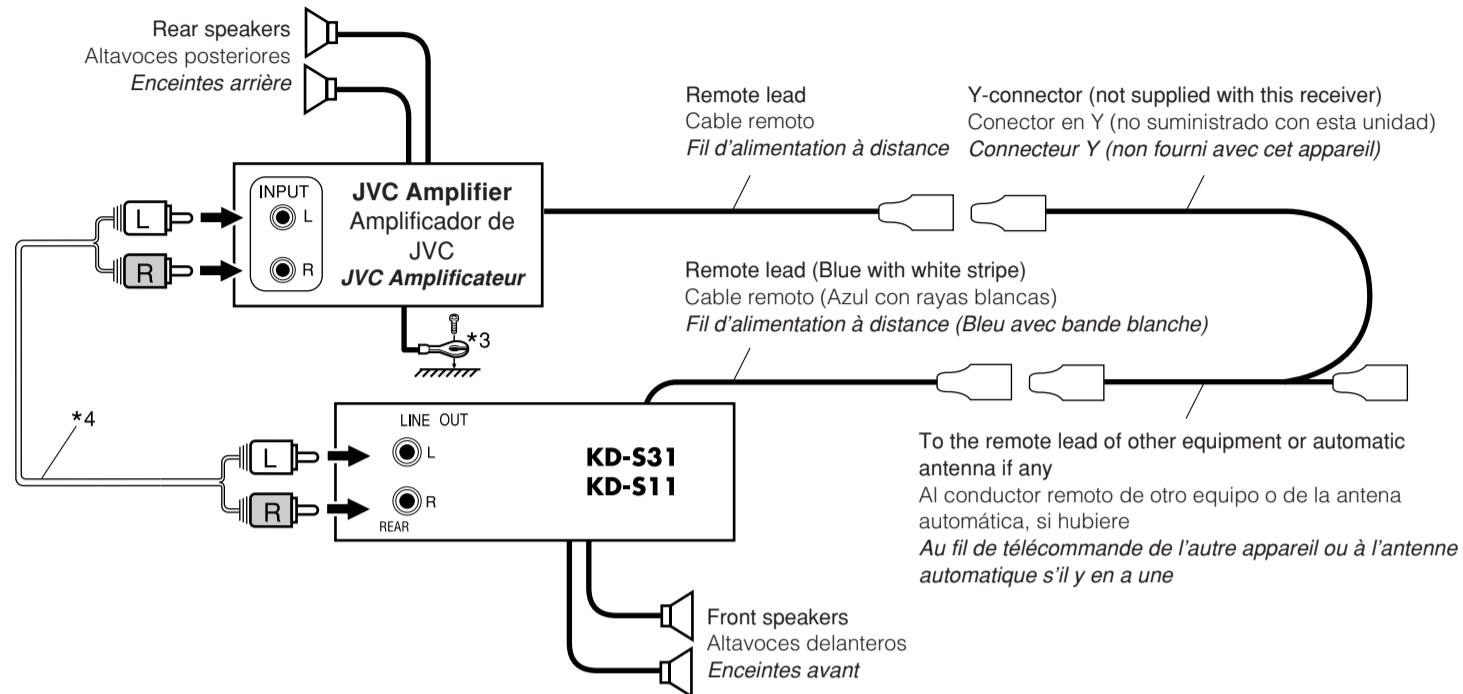 Rear speakers
Altavoces posteriores
Enceintes arrière
Remote lead
Cable remoto
Fil d'alimentation à distance
Y-connector (not supplied with this receiver)
Conector en Y (no suministrado con esta unidad)
Connecteur Y (non fourni avec cet appareil)
L
R
INPUT
L
R
JVC Amplifier
Amplificador de
JVC
JVC Amplificateur
*3
Remote lead (Blue with white stripe)
Cable remoto (Azul con rayas blancas)
Fil d'alimentation à distance (Bleu avec bande blanche)
*4
L
R
LINE OUT
L
R
REAR
KD-S31
KD-S11
To the remote lead of other equipment or automatic
antenna if any
Al conductor remoto de otro equipo o de la antena
automática, si hubiere
Au fil de télécommande de l'autre appareil ou à l'antenne
automatique s'il y en a une
Front speakers
Altavoces delanteros
Enceintes avant